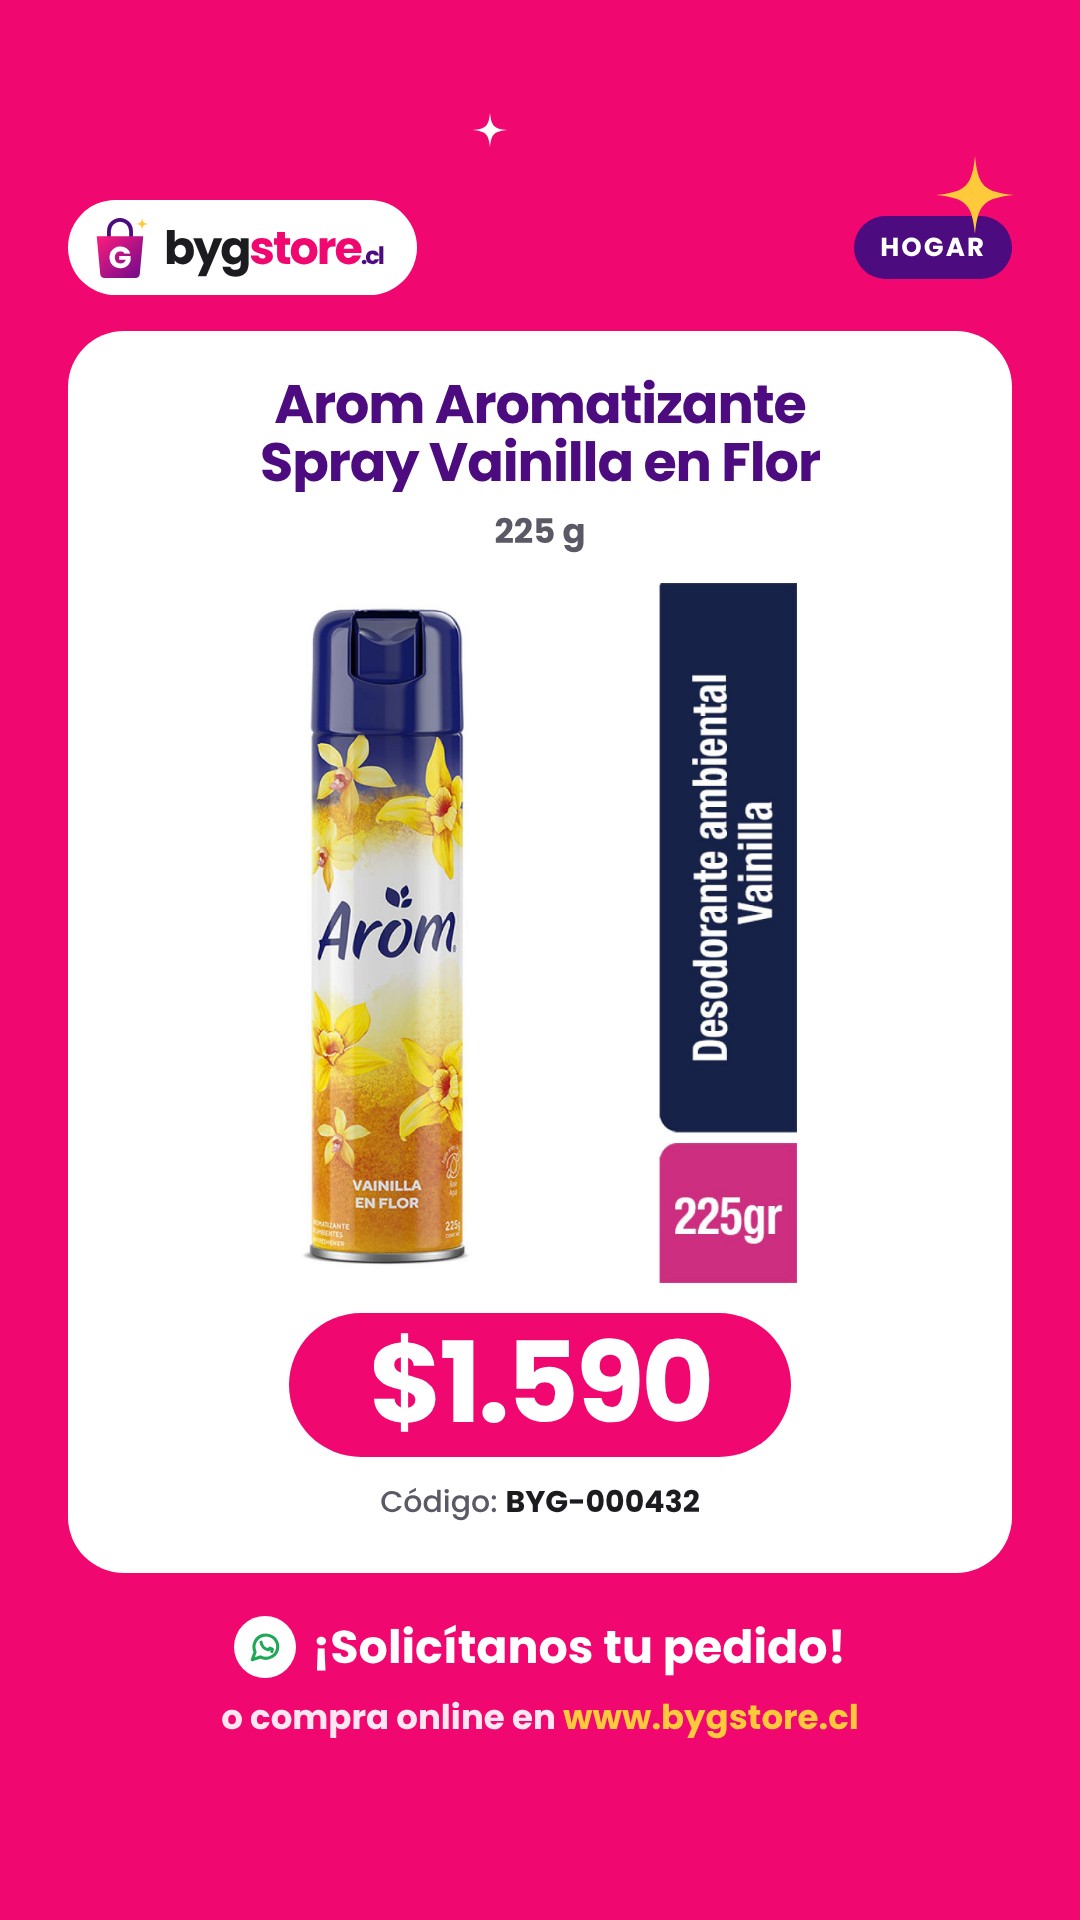 G
bygstore.cl
HOGAR
Arom Aromatizante
Spray Vainilla en Flor
225 g
Arom
VAINILLA
EN FLOR
225g
Desodorante ambiental
Vainilla
225gr
$1.590
Código: BYG-000432
¡Solicítanos tu pedido!
o compra online en www.bygstore.cl